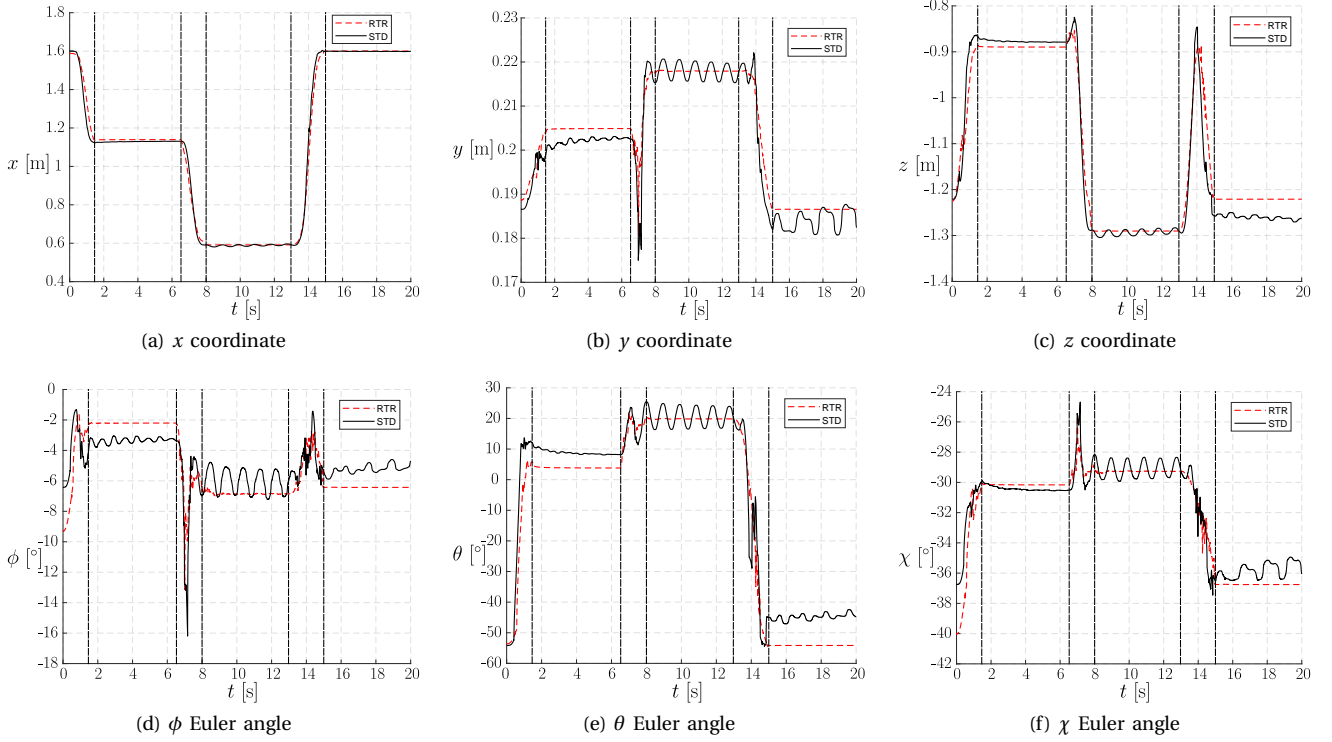 1.8
1.6
1.4
1.2
x [m]
1
0.8
0.6
0.4
0 2 4 6 8 10 12 14 16 18 20
t [s]
RTR
STD
(a) x coordinate
0.23
0.22
0.21
0.2
y [m]
0.19
0.18
0.17
0 2 4 6 8 10 12 14 16 18 20
t [s]
RTR
STD
(b) y coordinate
-0.8
-0.9
-1
-1.1
z [m]
-1.2
-1.3
-1.4
0 2 4 6 8 10 12 14 16 18 20
t [s]
RTR
STD
(c) z coordinate
0
-2
-4
-6
-8
-10
ϕ [°]
-12
-14
-16
-18
0 2 4 6 8 10 12 14 16 18 20
t [s]
RTR
STD
(d) ϕ Euler angle
30
20
10
0
-10
-20
θ [°]
-30
-40
-50
-60
0 2 4 6 8 10 12 14 16 18 20
t [s]
RTR
STD
(e) θ Euler angle
-24
-26
-28
-30
-32
-34
χ [°]
-36
-38
-40
-42
0 2 4 6 8 10 12 14 16 18 20
t [s]
RTR
STD
(f) χ Euler angle